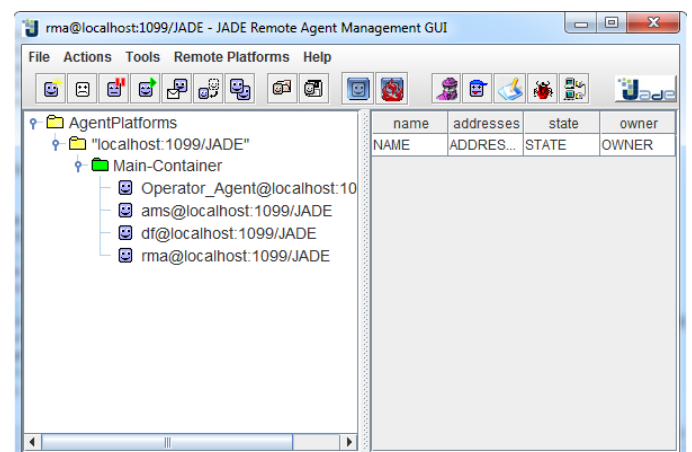 rma@localhost:1099/JADE - JADE Remote Agent Management GUI
File Actions Tools Remote Platforms Help
Jade
AgentPlatforms
"localhost:1099/JADE"
Main-Container
Operator_Agent@localhost:10
ams@localhost:1099/JADE
df@localhost:1099/JADE
rma@localhost:1099/JADE
name addresses state owner
NAME ADDRES... STATE OWNER